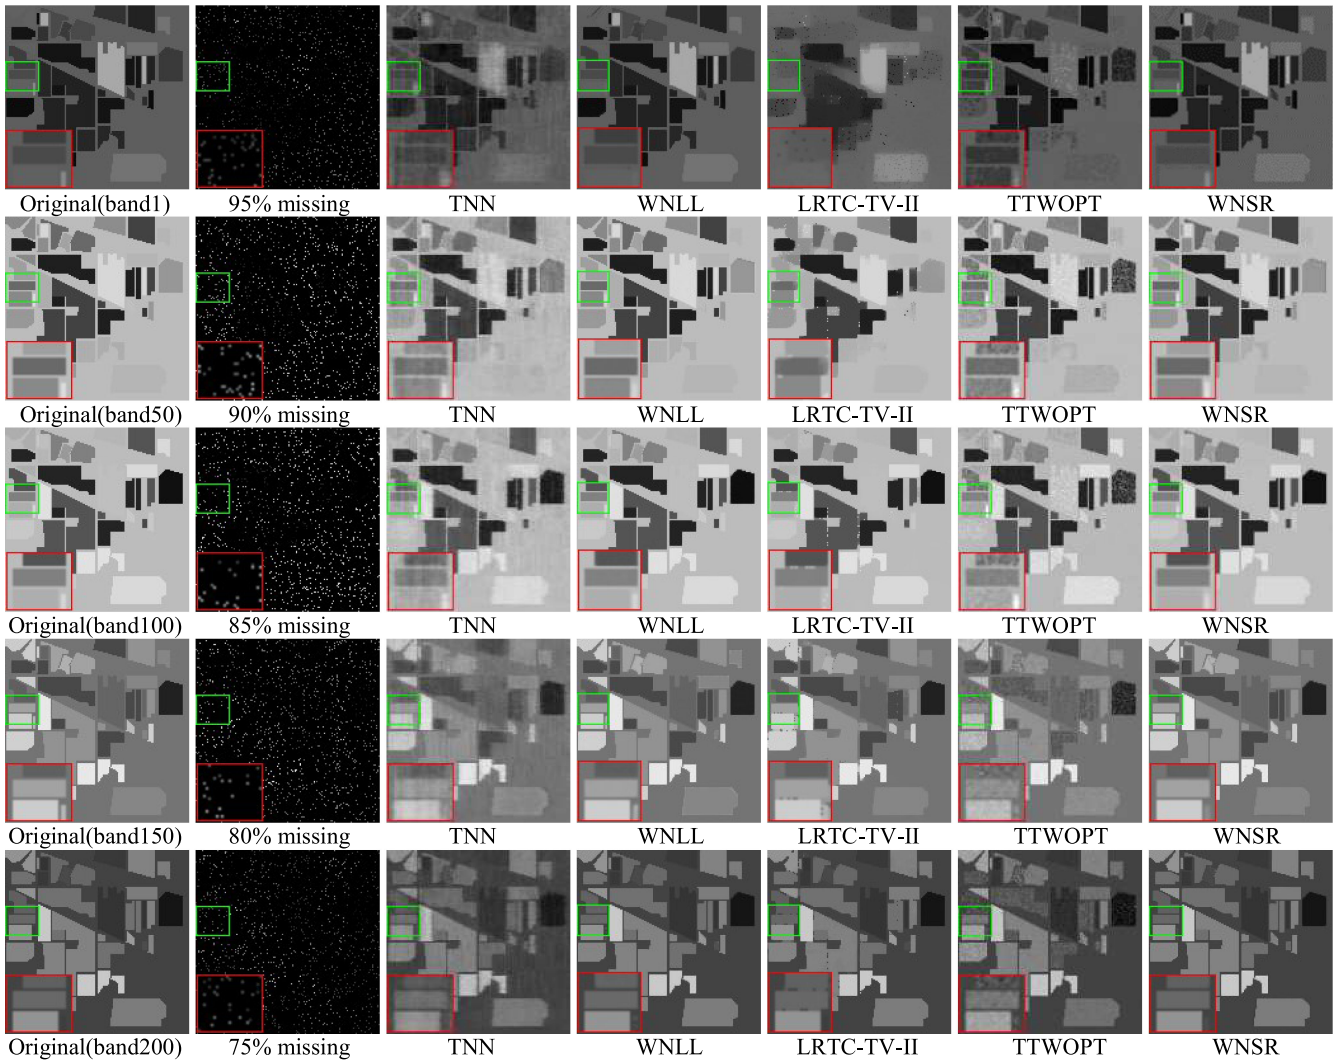 Original(band1) 95% missing TNN WNLL LRTC-TV-II TTWOPT WNSR
Original(band50) 90% missing TNN WNLL LRTC-TV-II TTWOPT WNSR
Original(band100) 85% missing TNN WNLL LRTC-TV-II TTWOPT WNSR
Original(band150) 80% missing TNN WNLL LRTC-TV-II TTWOPT WNSR
Original(band200) 75% missing TNN WNLL LRTC-TV-II TTWOPT WNSR